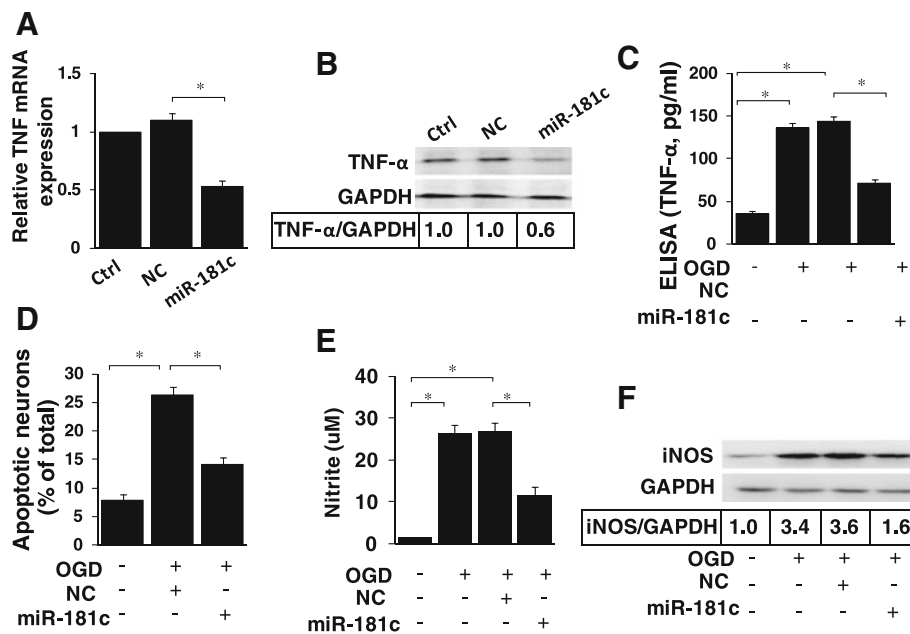 A
Relative TNF mRNA
expression
1.5
1
0.5
0
*
Ctrl
NC
miR-181c
B
Ctrl
NC
miR-181c
TNF-α
GAPDH
TNF-α/GAPDH 1.0 1.0 0.6
C
ELISA (TNF-α, pg/ml)
200
150
100
50
0
* * *
OGD - + + +
NC
miR-181c - - - +
D
Apoptotic neurons
(% of total)
30
25
20
15
10
5
0
* *
OGD - + +
NC - + -
miR-181c - - +
E
Nitrite (uM)
40
30
20
10
0
* * *
OGD - + + +
NC - - + -
miR-181c - - - +
F
iNOS
GAPDH
iNOS/GAPDH 1.0 3.4 3.6 1.6
OGD - + + +
NC - - + -
miR-181c - - - +